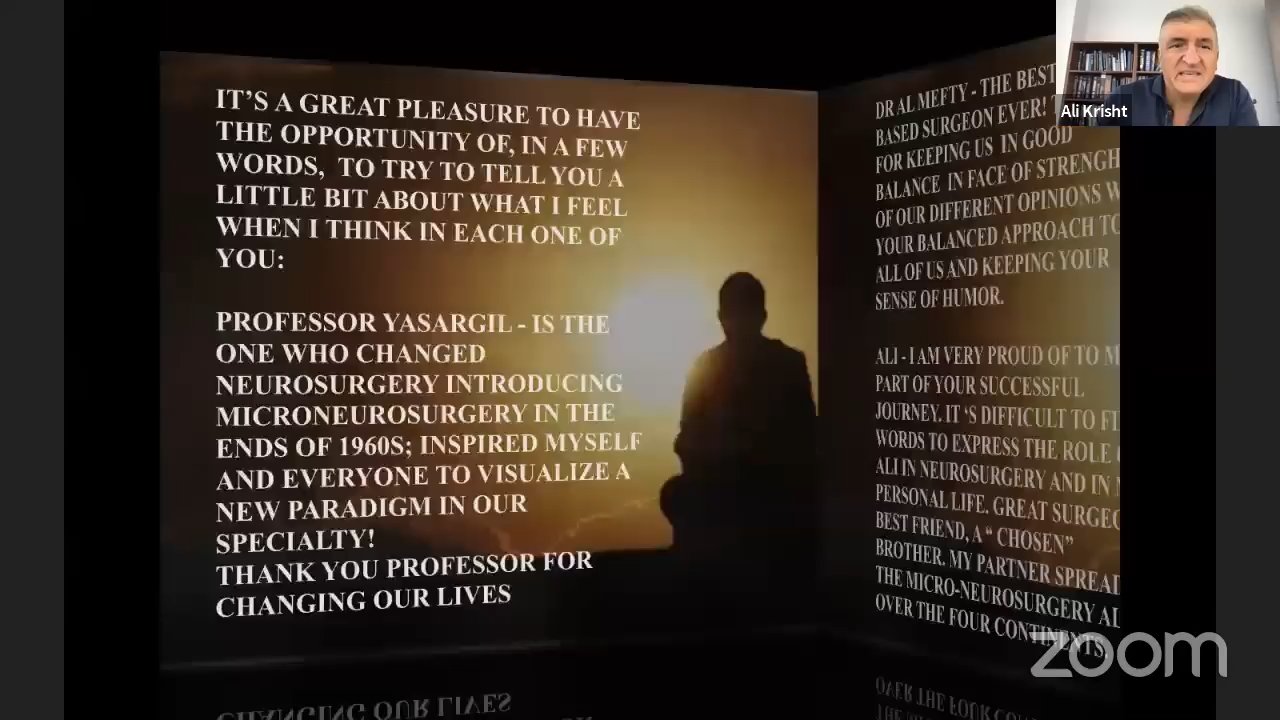 IT'S A GREAT PLEASURE TO HAVE
THE OPPORTUNITY OF, IN A FEW
WORDS, TO TRY TO TELL YOU A
LITTLE BIT ABOUT WHAT I FEEL
WHEN I THINK IN EACH ONE OF
YOU:
PROFESSOR YASARGIL - IS THE
ONE WHO CHANGED
NEUROSURGERY INTRODUCING
MICRONEUROSURGERY IN THE
ENDS OF 1960S; INSPIRED MYSELF
AND EVERYONE TO VISUALIZE A
NEW PARADIGM IN OUR
SPECIALTY!
THANK YOU PROFESSOR FOR
CHANGING OUR LIVES
DR AL MEFTY - THE BEST
BASED SURGEON EVER!
FOR KEEPING US IN GOOD
BALANCE IN FACE OF STRENGH
OF OUR DIFFERENT OPINIONS
YOUR BALANCED APPROACH TO
ALL OF US AND KEEPING YOUR
SENSE OF HUMOR.
ALI - I AM VERY PROUD OF TO
PART OF YOUR SUCCESSFUL
JOURNEY. IT 'S DIFFICULT TO
WORDS TO EXPRESS THE ROLE
ALI IN NEUROSURGERY AND IN
PERSONAL LIFE. GREAT
BEST FRIEND, A " CHOSEN"
BROTHER. MY PARTNER
THE MICRO-NEUROSURGERY
OVER THE FOUR CONTINENTS.
Ali Krisht
zoom
CHANGING OUR LIVES